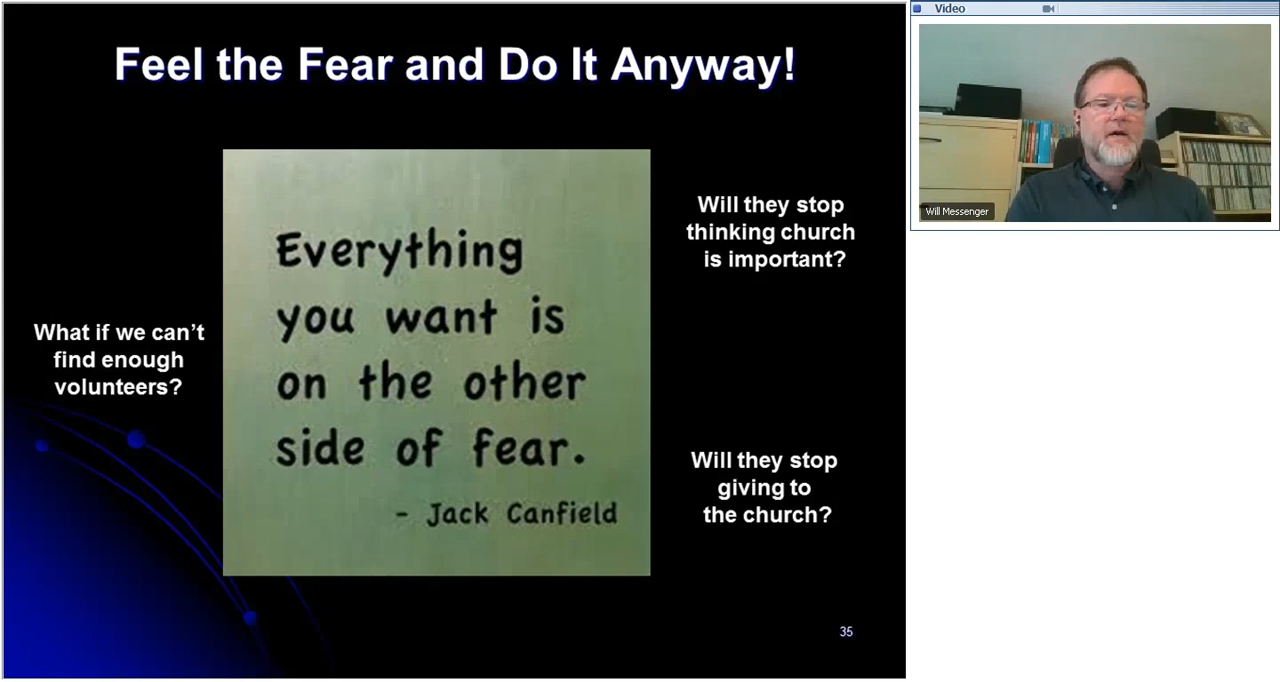 Feel the Fear and Do It Anyway!
Everything
you want is
on the other
side of fear.
- Jack Canfield
What if we can’t
find enough
volunteers?
Will they stop
thinking church
is important?
Will they stop
giving to
the church?
35
Video
Will Messenger